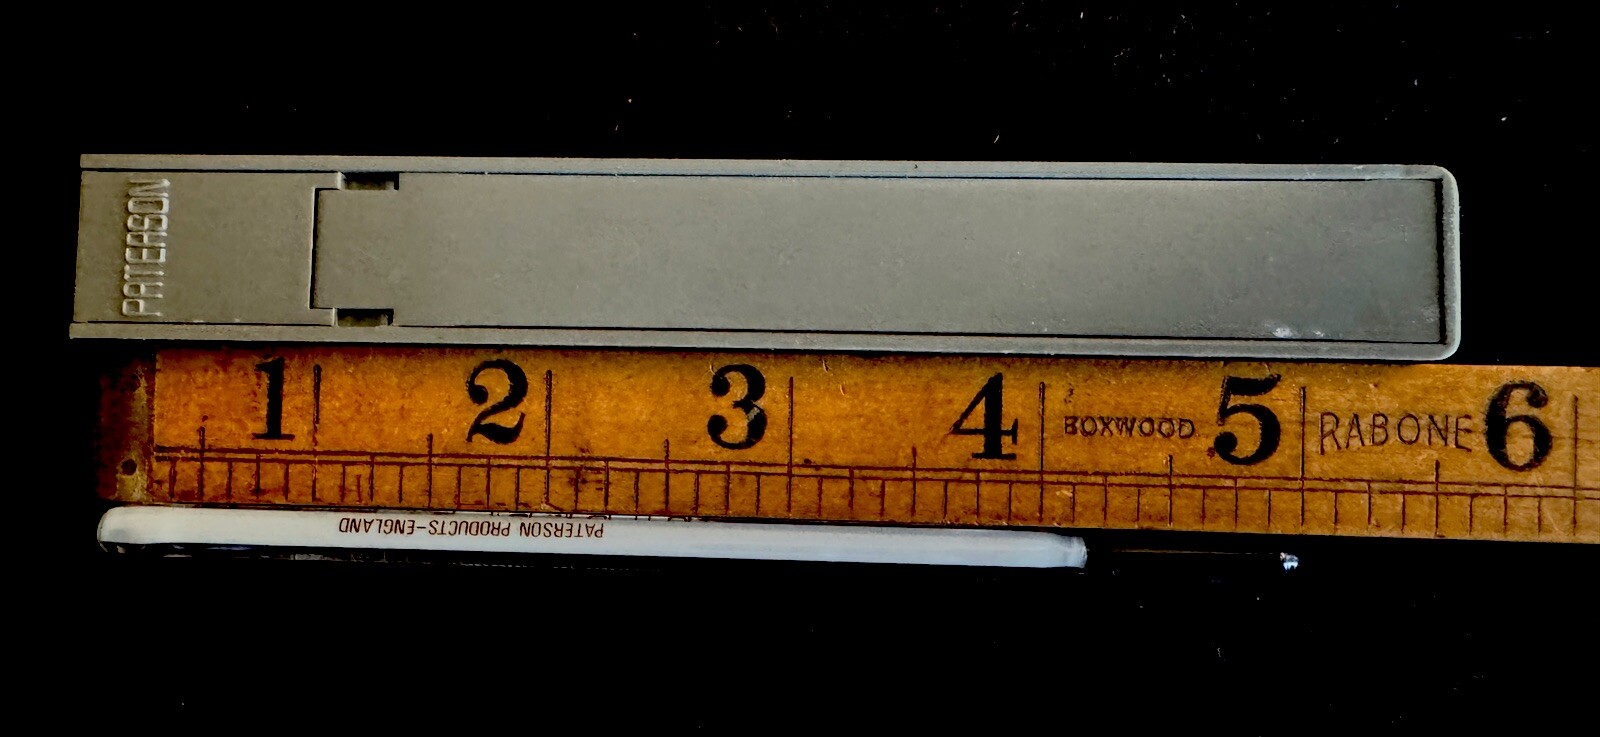 PATERSON
1 2 3 4 BOXWOOD 5 RABONE 6
PATERSON PRODUCTS-ENGLAND